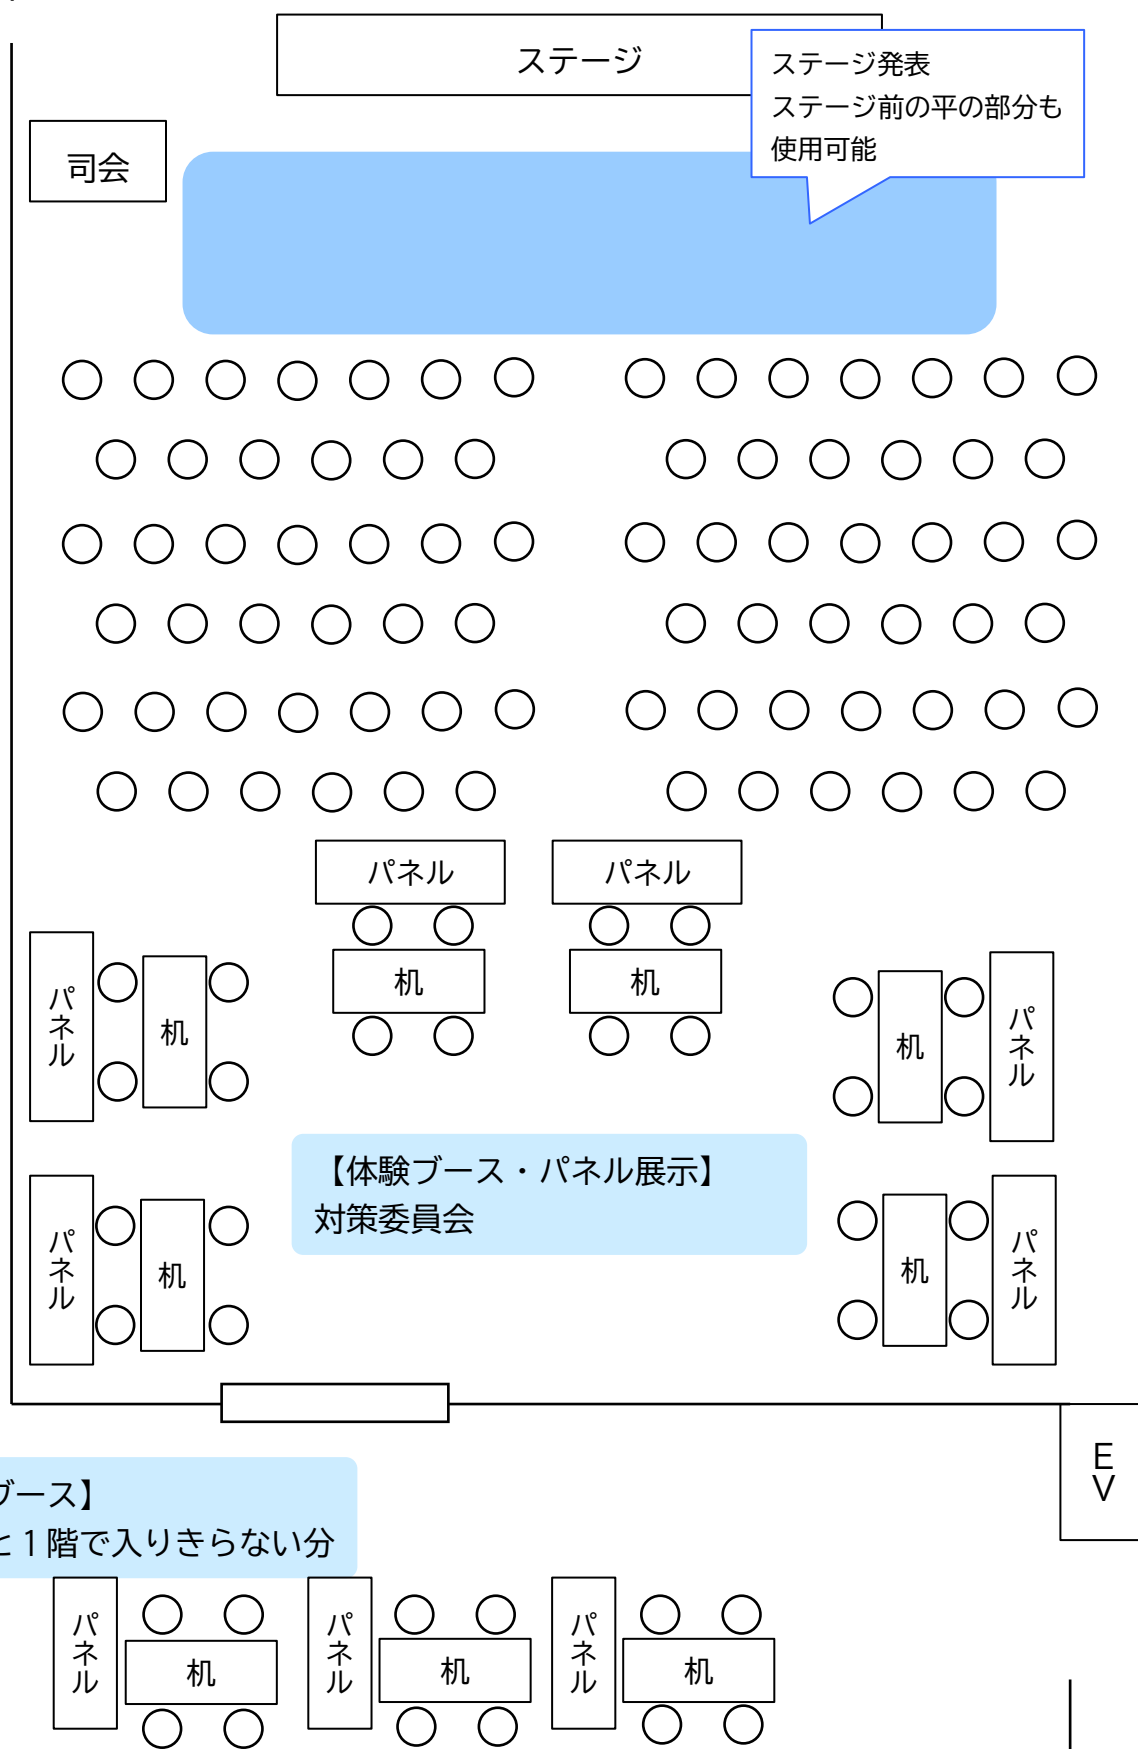 ステージ
ステージ発表
ステージ前の平の部分も
使用可能
司会
パネル
パネル
机
机
パネル
机
机
パネル
【体験ブース・パネル展示】
対策委員会
パネル
机
机
パネル
EV
ブース】
と１階で入りきらない分
パネル
机
パネル
机
パネル
机